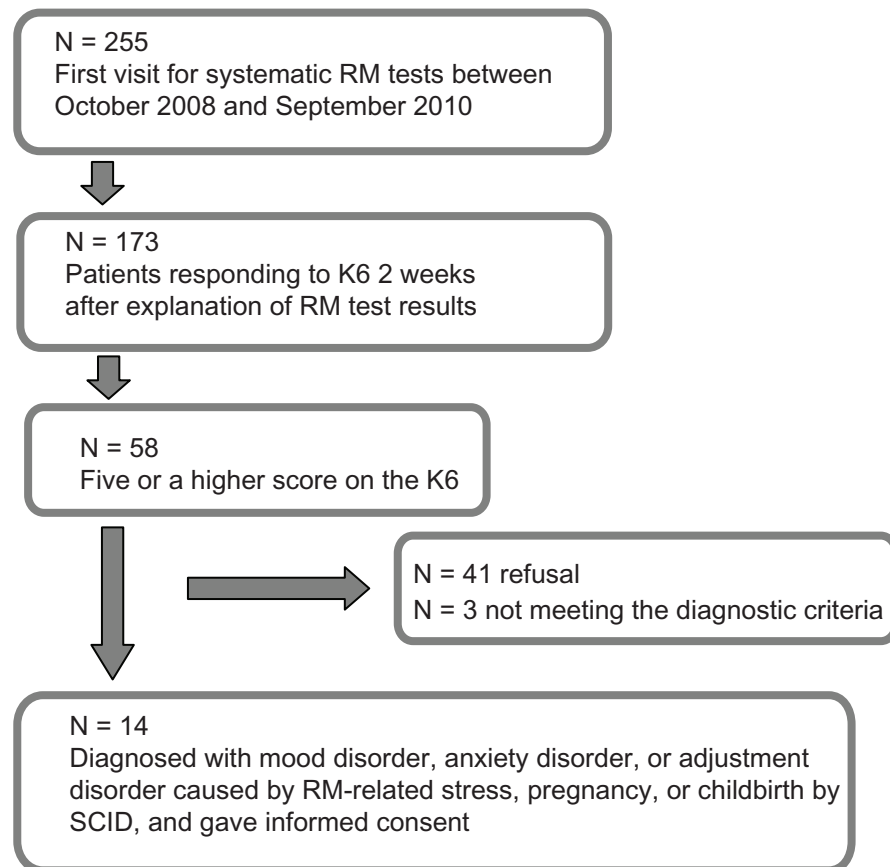 N = 255
First visit for systematic RM tests between
October 2008 and September 2010
N = 173
Patients responding to K6 2 weeks
after explanation of RM test results
N = 58
Five or a higher score on the K6
N = 41 refusal
N = 3 not meeting the diagnostic criteria
N = 14
Diagnosed with mood disorder, anxiety disorder, or adjustment
disorder caused by RM-related stress, pregnancy, or childbirth by
SCID, and gave informed consent